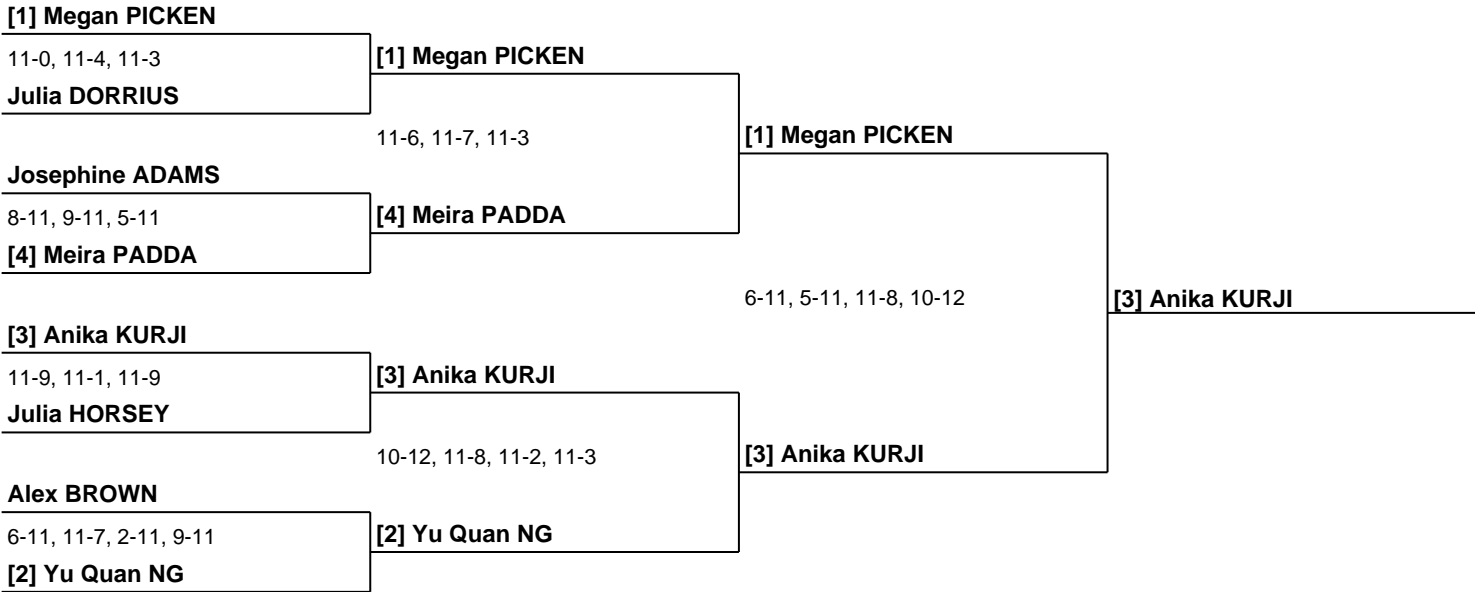 [1] Megan PICKEN
11-0, 11-4, 11-3
[1] Megan PICKEN
Julia DORRIUS
11-6, 11-7, 11-3
[1] Megan PICKEN
Josephine ADAMS
8-11, 9-11, 5-11
[4] Meira PADDA
[4] Meira PADDA
6-11, 5-11, 11-8, 10-12
[3] Anika KURJI
[3] Anika KURJI
11-9, 11-1, 11-9
[3] Anika KURJI
Julia HORSEY
10-12, 11-8, 11-2, 11-3
[3] Anika KURJI
Alex BROWN
6-11, 11-7, 2-11, 9-11
[2] Yu Quan NG
[2] Yu Quan NG